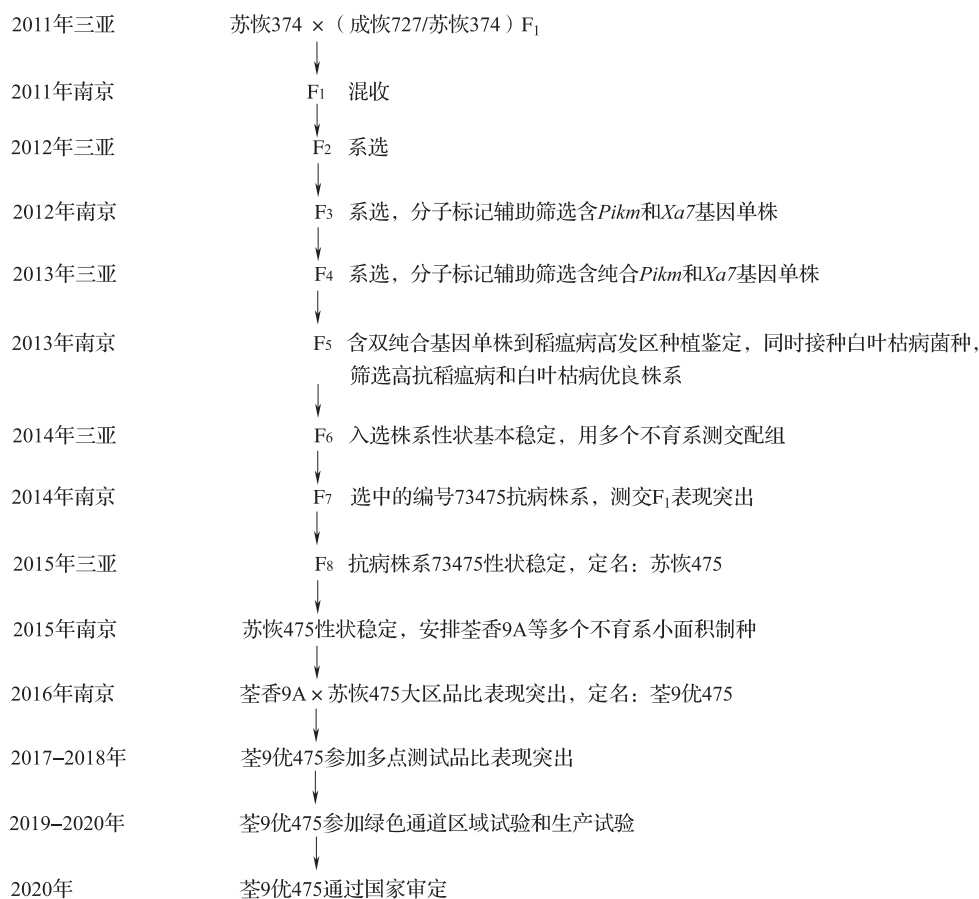 2011年三亚 苏恢374 ×（成恢727/苏恢374）F₁
2011年南京 F₁ 混收
2012年三亚 F₂ 系选
2012年南京 F₃ 系选，分子标记辅助筛选含Pikm和Xa7基因单株
2013年三亚 F₄ 系选，分子标记辅助筛选含纯合Pikm和Xa7基因单株
2013年南京 F₅ 含双纯合基因单株到稻瘟病高发区种植鉴定，同时接种白叶枯病菌种，
筛选高抗稻瘟病和白叶枯病优良株系
2014年三亚 F₆ 入选株系性状基本稳定，用多个不育系测交配组
2014年南京 F₇ 选中的编号73475抗病株系，测交F₁表现突出
2015年三亚 F₈ 抗病株系73475性状稳定，定名：苏恢475
2015年南京 苏恢475性状稳定，安排荃香9A等多个不育系小面积制种
2016年南京 荃香9A×苏恢475大区品比表现突出，定名：荃9优475
2017–2018年 荃9优475参加多点测试品比表现突出
2019–2020年 荃9优475参加绿色通道区域试验和生产试验
2020年 荃9优475通过国家审定